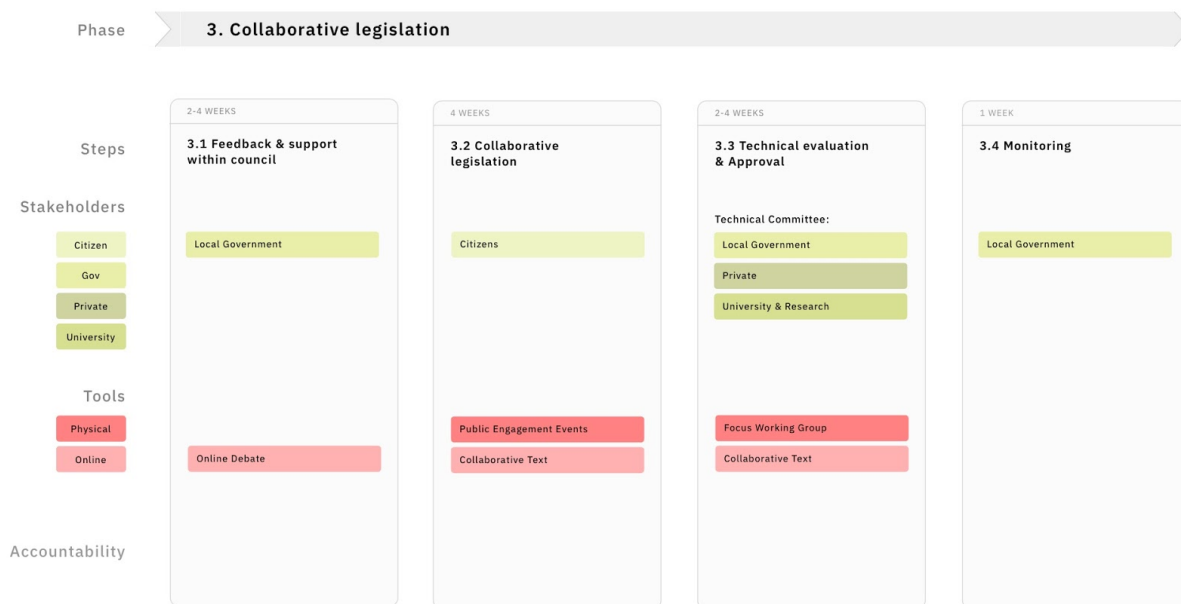 Phase
3. Collaborative legislation
2-4 WEEKS
4 WEEKS
2-4 WEEKS
1 WEEK
Steps
3.1 Feedback & support
within council
3.2 Collaborative
legislation
3.3 Technical evaluation
& Approval
3.4 Monitoring
Stakeholders
Citizen
Gov
Private
University
Local Government
Citizens
Technical Committee:
Local Government
Private
University & Research
Local Government
Tools
Physical
Online
Online Debate
Public Engagement Events
Collaborative Text
Focus Working Group
Collaborative Text
Accountability